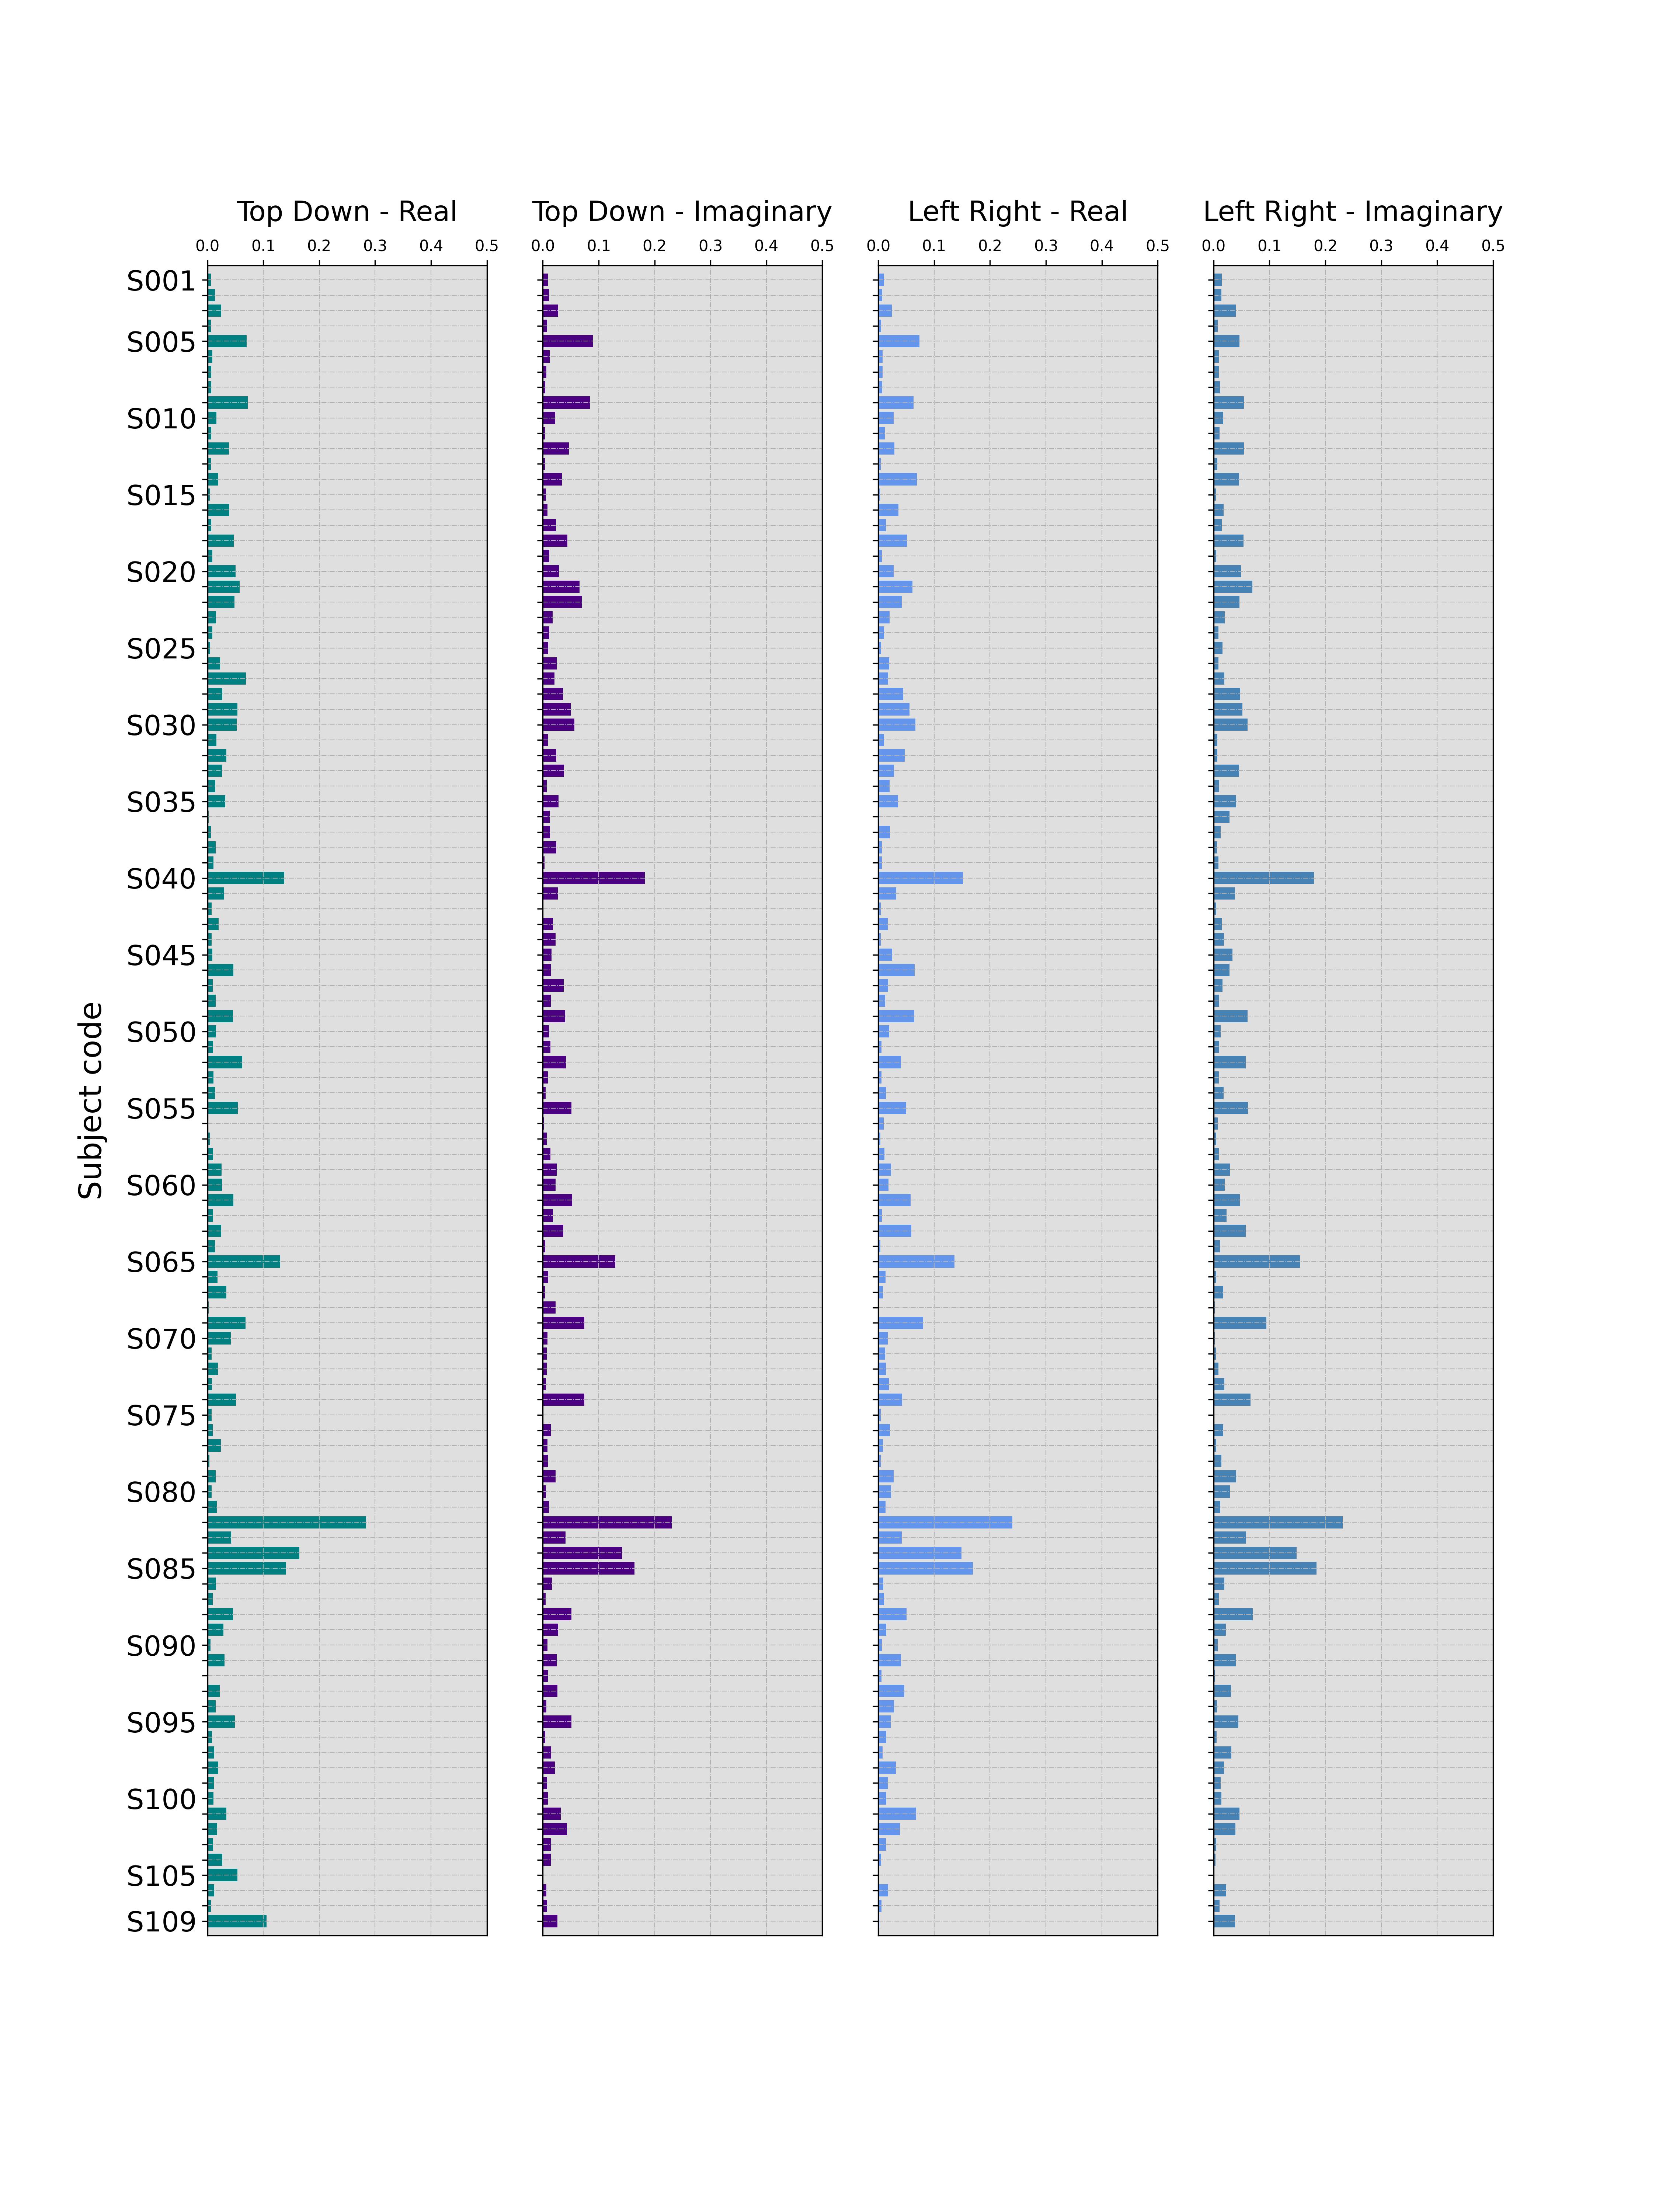 Top Down - Real
Top Down - Imaginary
Left Right - Real
Left Right - Imaginary
0.0 0.1 0.2 0.3 0.4 0.5
0.0 0.1 0.2 0.3 0.4 0.5
0.0 0.1 0.2 0.3 0.4 0.5
0.0 0.1 0.2 0.3 0.4 0.5
Subject code
S001
S005
S010
S015
S020
S025
S030
S035
S040
S045
S050
S055
S060
S065
S070
S075
S080
S085
S090
S095
S100
S105
S109